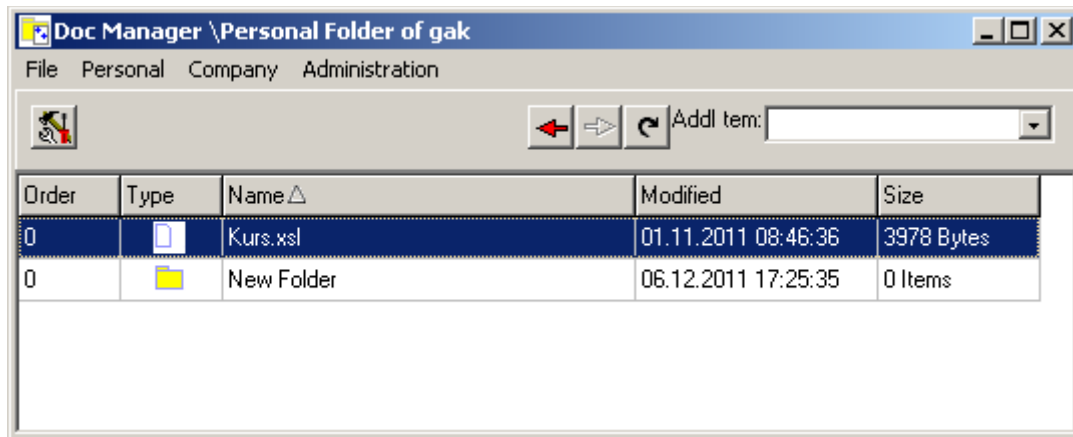 Doc Manager \Personal Folder of gak
File Personal Company Administration
Addl tem:
Order Type Name Modified Size
0 Kurs.xsl 01.11.2011 08:46:36 3978 Bytes
0 New Folder 06.12.2011 17:25:35 0 Items